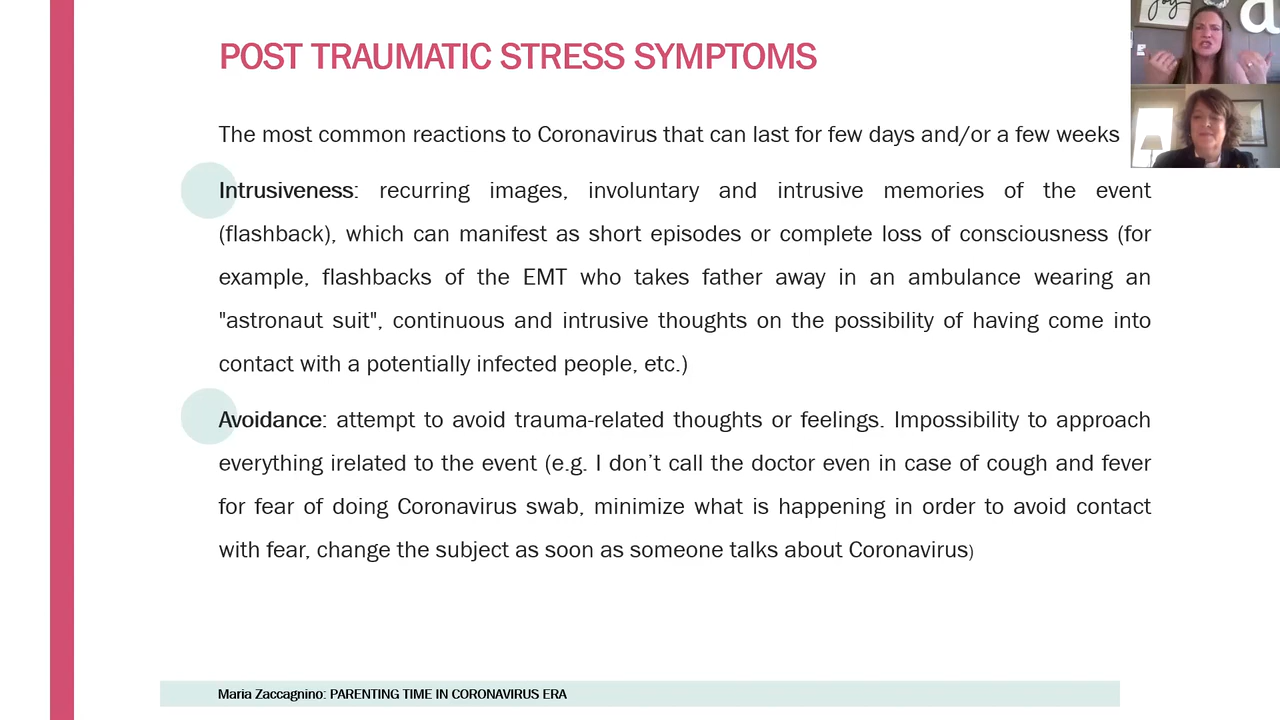 POST TRAUMATIC STRESS SYMPTOMS
The most common reactions to Coronavirus that can last for few days and/or a few weeks
Intrusiveness: recurring images, involuntary and intrusive memories of the event
(flashback), which can manifest as short episodes or complete loss of consciousness (for
example, flashbacks of the EMT who takes father away in an ambulance wearing an
"astronaut suit", continuous and intrusive thoughts on the possibility of having come into
contact with a potentially infected people, etc.)
Avoidance: attempt to avoid trauma-related thoughts or feelings. Impossibility to approach
everything irelated to the event (e.g. I don’t call the doctor even in case of cough and fever
for fear of doing Coronavirus swab, minimize what is happening in order to avoid contact
with fear, change the subject as soon as someone talks about Coronavirus)
Maria Zaccagnino: PARENTING TIME IN CORONAVIRUS ERA
joy
a